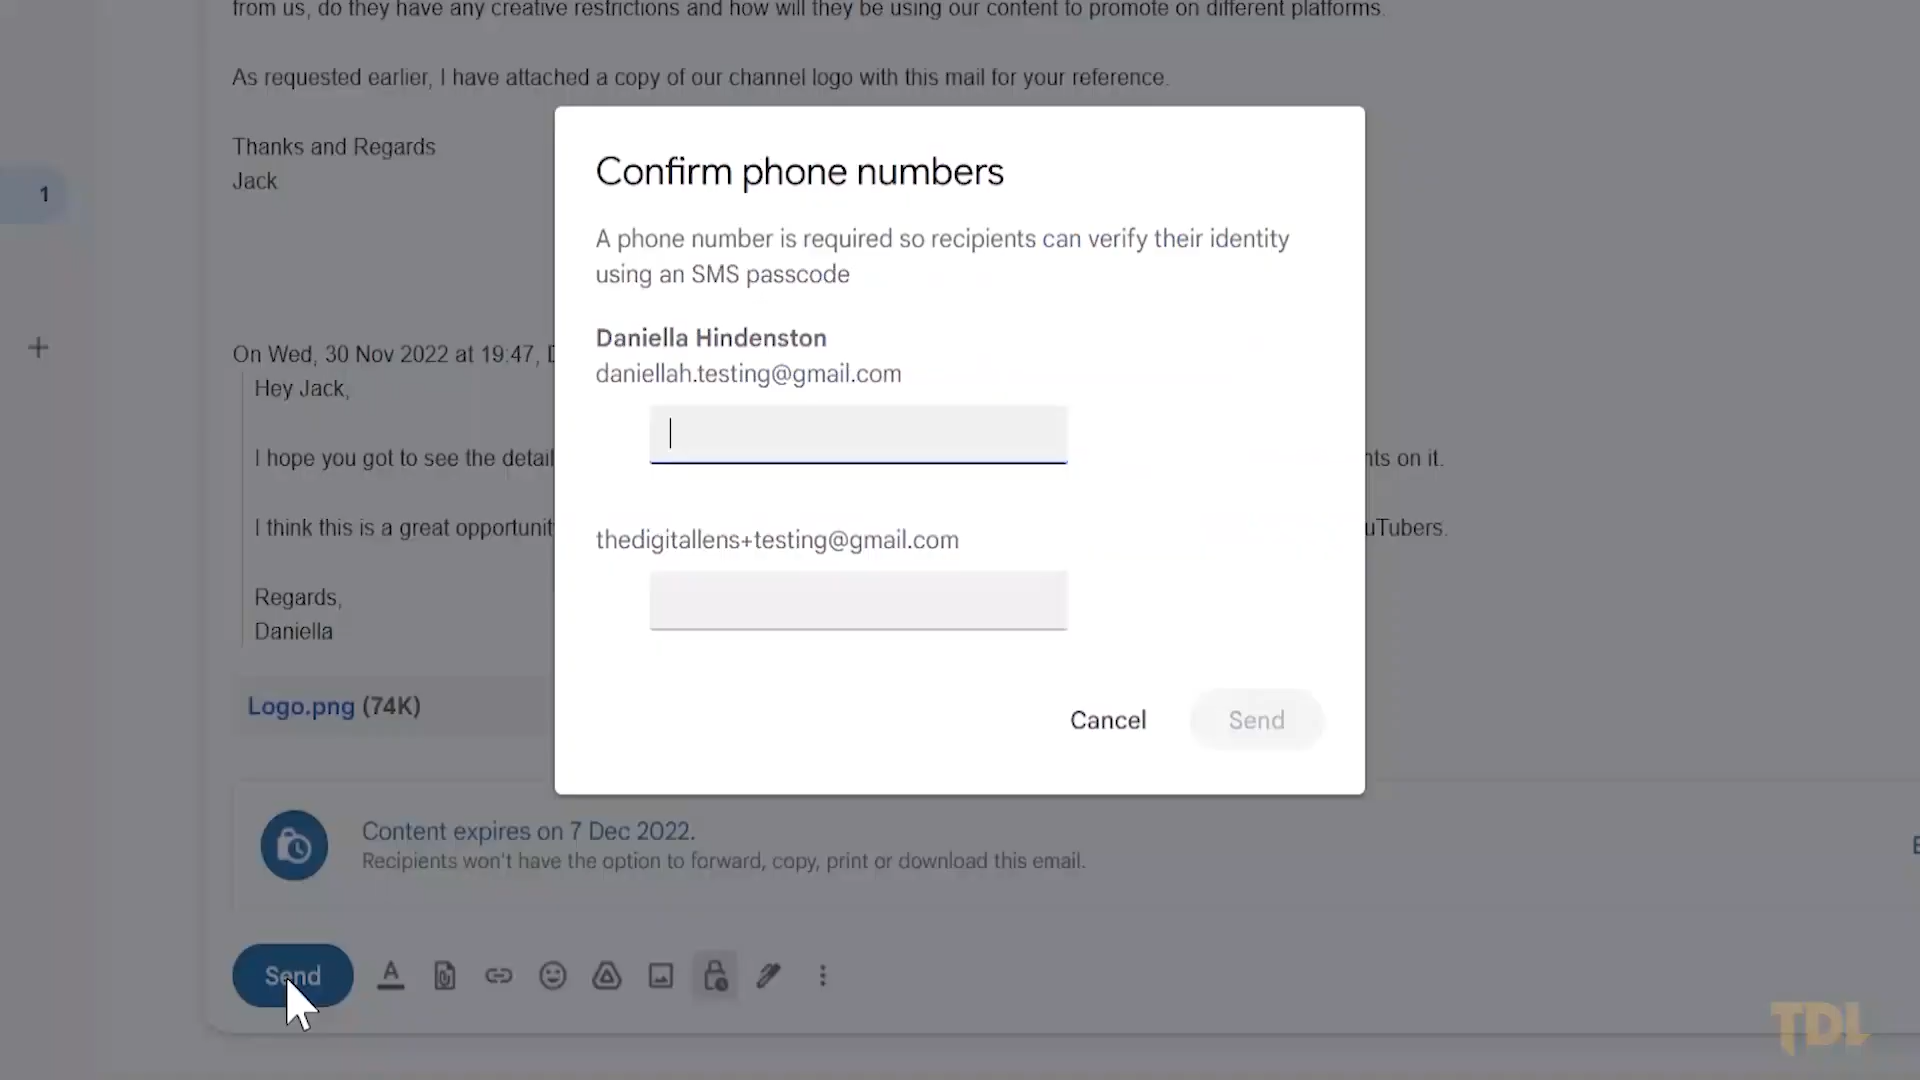 from us, do they have any creative restrictions and how will they be using our content to promote on different platforms.
As requested earlier, I have attached a copy of our channel logo with this mail for your reference.
Thanks and Regards
Jack
1
Confirm phone numbers
A phone number is required so recipients can verify their identity
using an SMS passcode
Daniella Hindenston
daniellah.testing@gmail.com
thedigitallens+testing@gmail.com
Cancel
Send
On Wed, 30 Nov 2022 at 19:47,
Hey Jack,
I hope you got to see the on it.
I think this is a great
Regards,
Daniella
Logo.png (74K)
Content expires on 7 Dec 2022.
Recipients won't have the option to forward, copy, print or download this email.
Send
TDL